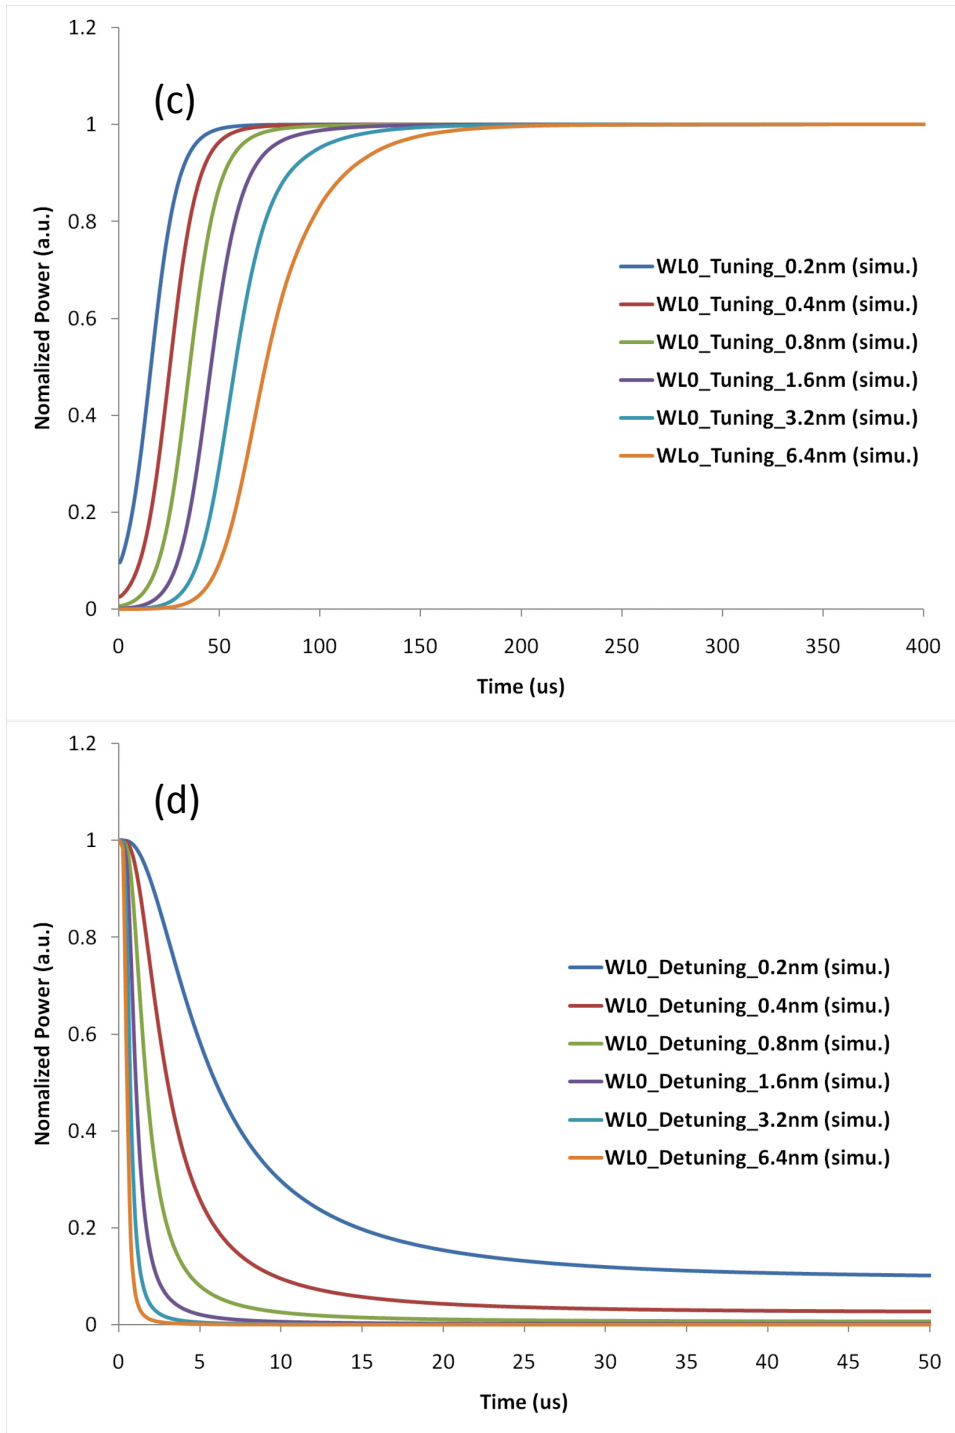 1.2
(c)
1
0.8
0.6
0.4
0.2
0
Nomalized Power (a.u.)
WL0_Tuning_0.2nm (simu.)
WL0_Tuning_0.4nm (simu.)
WL0_Tuning_0.8nm (simu.)
WL0_Tuning_1.6nm (simu.)
WL0_Tuning_3.2nm (simu.)
WLo_Tuning_6.4nm (simu.)
0 50 100 150 200 250 300 350 400
Time (us)
1.2
(d)
1
0.8
0.6
0.4
0.2
0
Nomalized Power (a.u.)
WL0_Detuning_0.2nm (simu.)
WL0_Detuning_0.4nm (simu.)
WL0_Detuning_0.8nm (simu.)
WL0_Detuning_1.6nm (simu.)
WL0_Detuning_3.2nm (simu.)
WL0_Detuning_6.4nm (simu.)
0 5 10 15 20 25 30 35 40 45 50
Time (us)